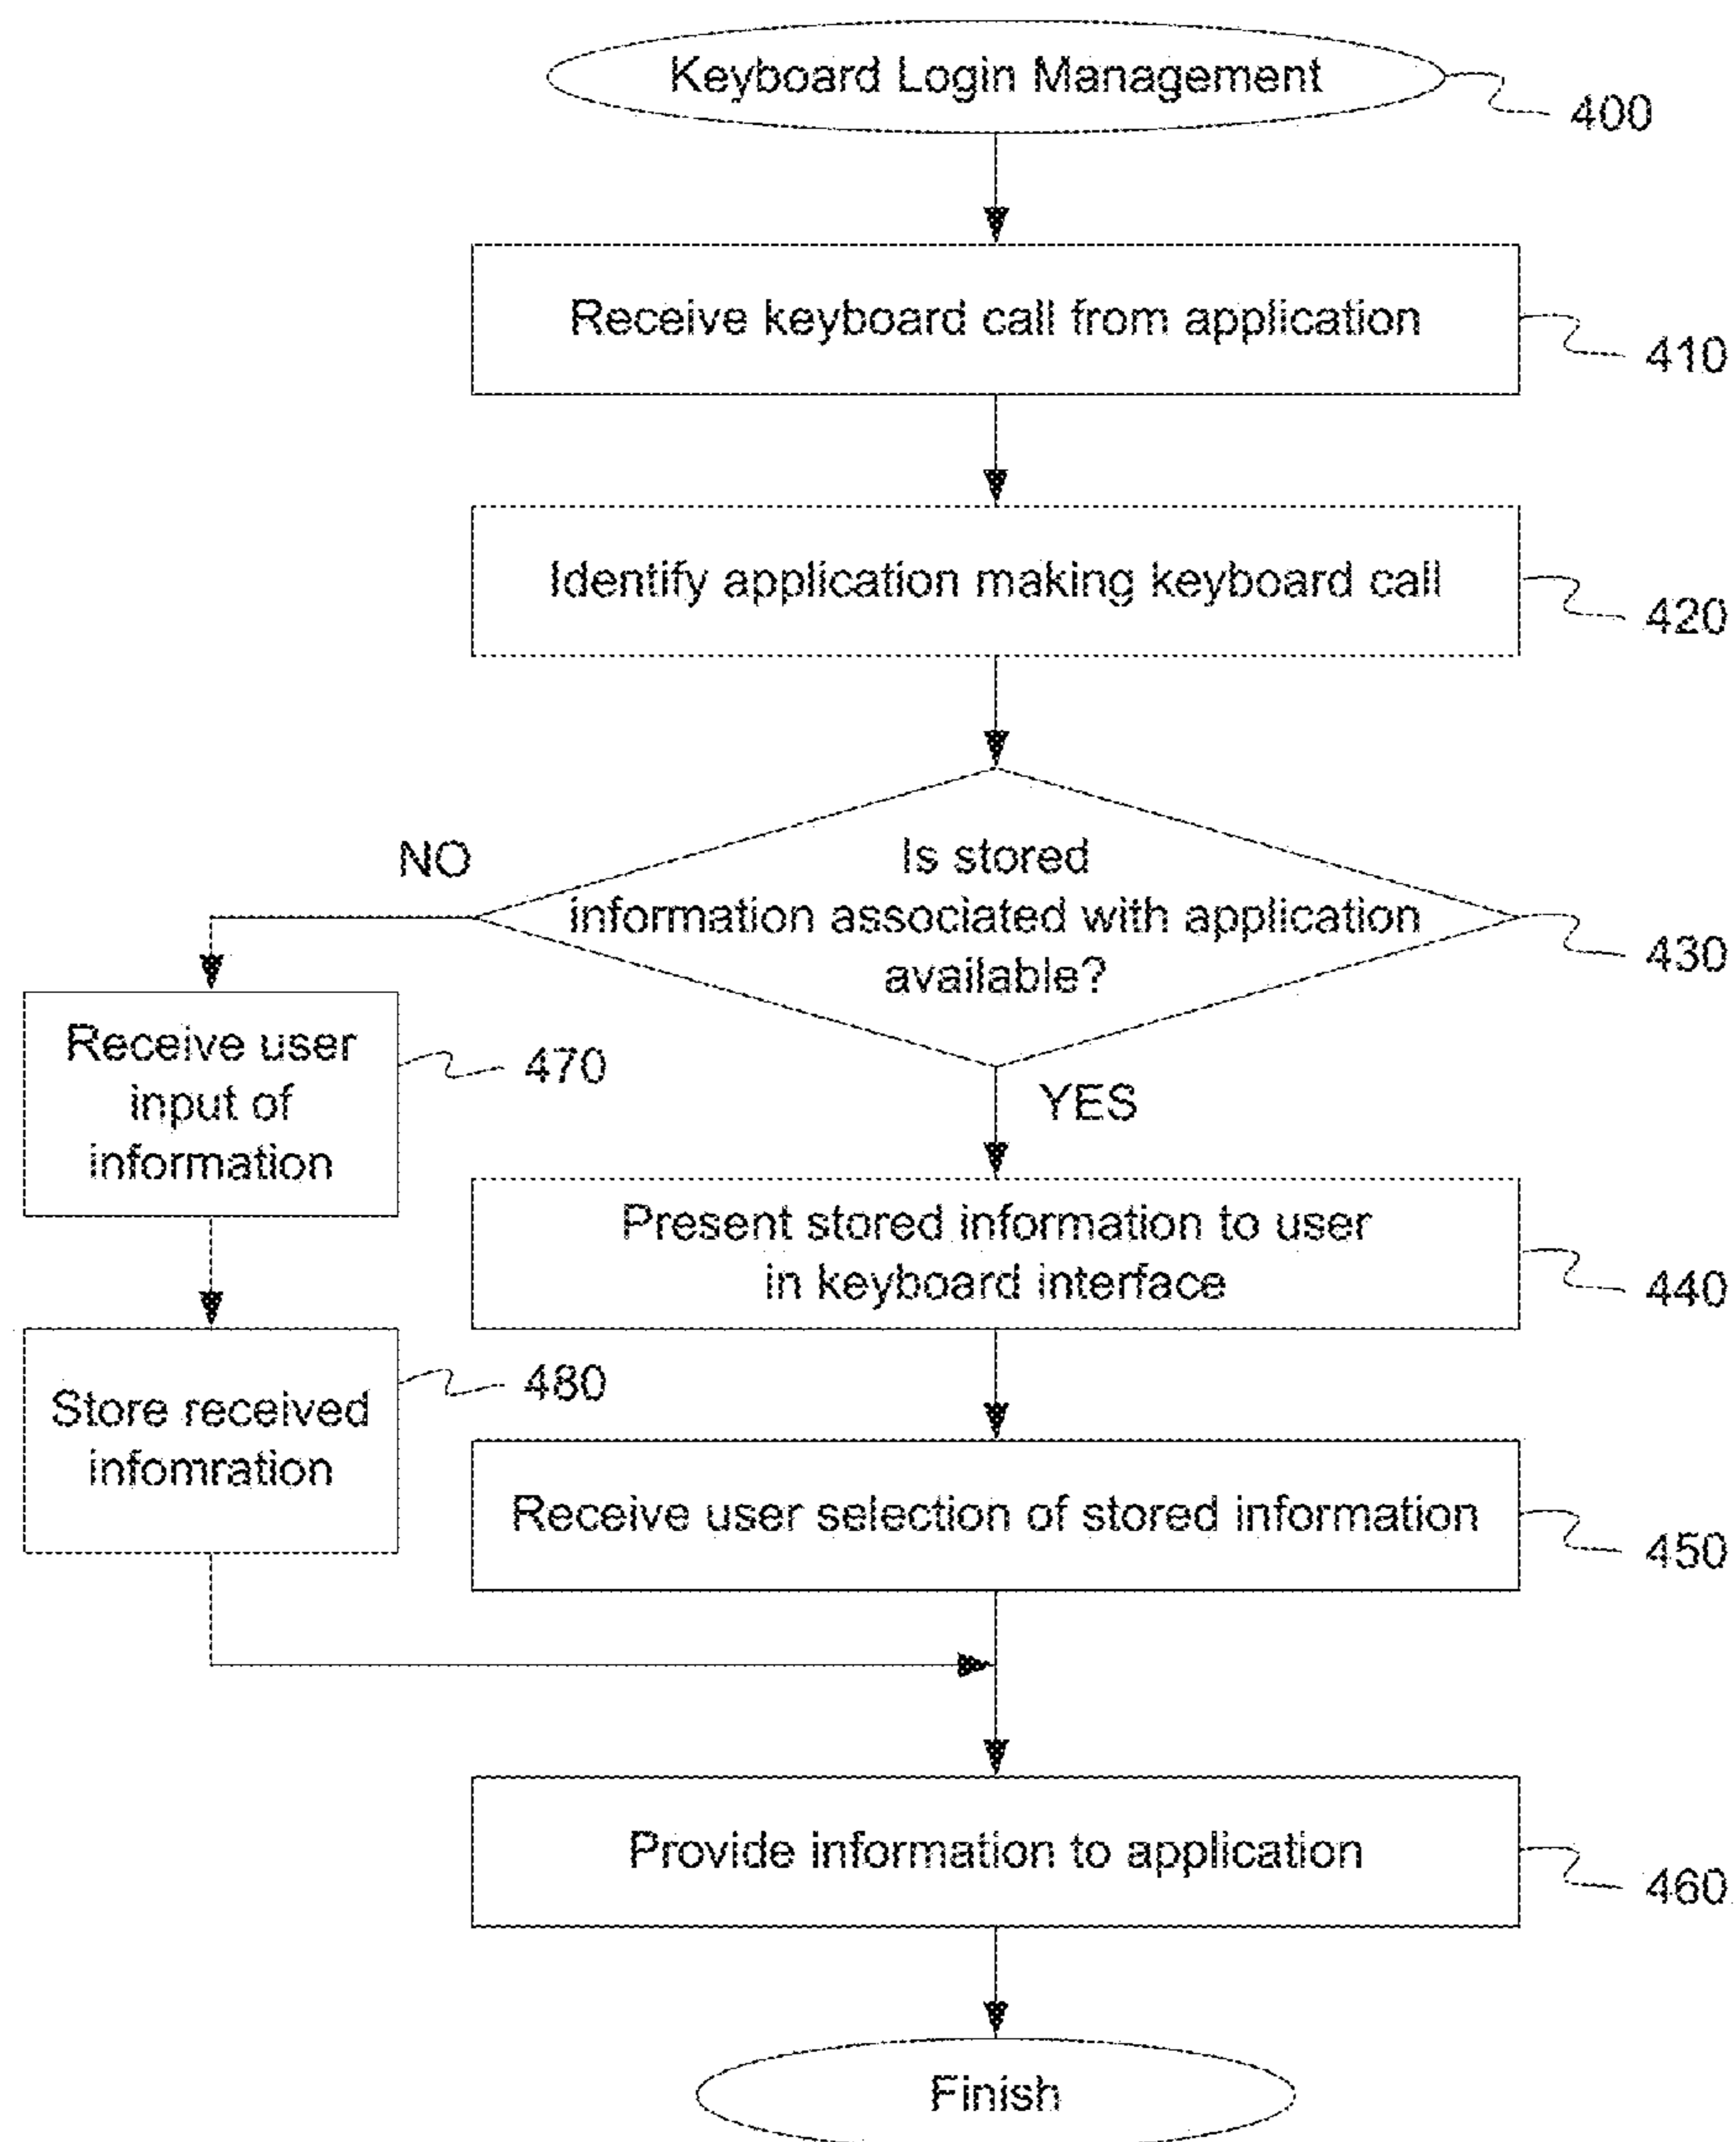 Keyboard Login Management
400
Receive keyboard call from application
410
Identify application making keyboard call
420
NO
Is stored
information associated with application
available?
430
Receive user
input of
information
470
YES
Present stored information to user
in keyboard interface
440
Store received
infomration
480
Receive user selection of stored information
450
Provide information to application
460
Finish